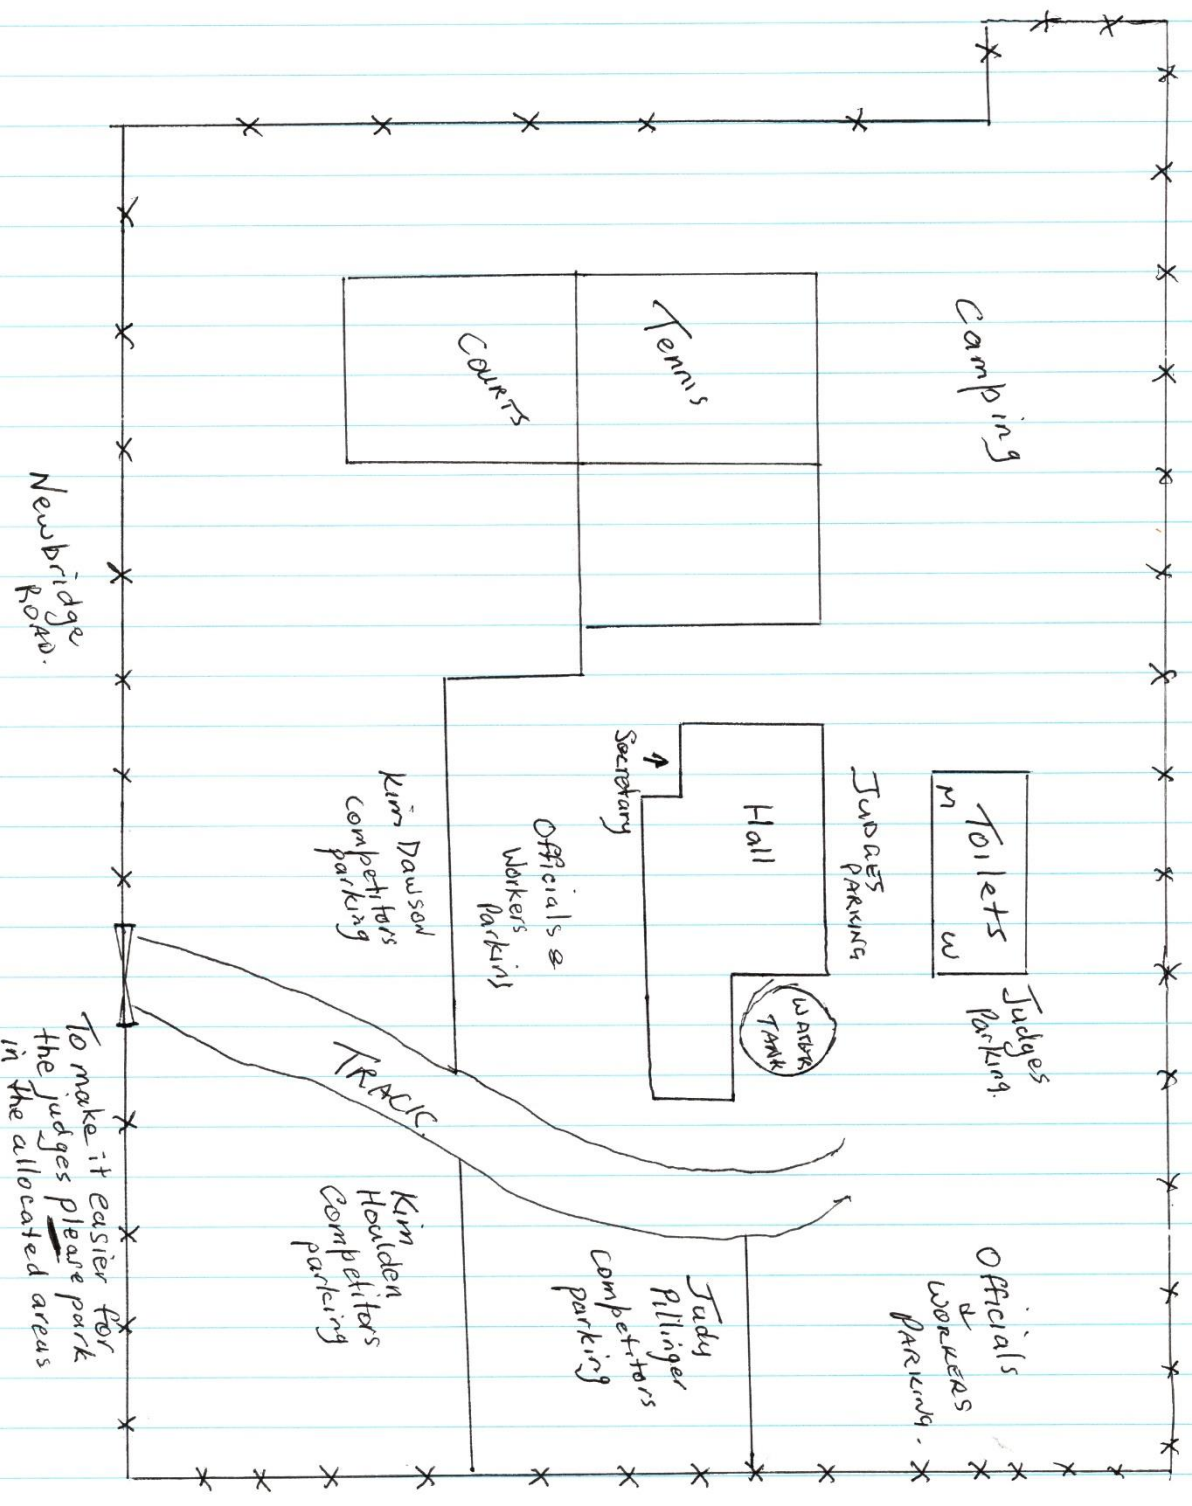 Camping
Tennis
COURTS
Toilets
M
W
Judges
Parking.
JUDGES
PARKING
Hall
WATER
TANK
Secretary
Officials &
Workers
Parking
Kim Dawson
Competitors
parking
Officials
&
WORKERS
PARKING.
Judy
Pillinger
Competitors
parking
Kim
Houlden
Competitors
parking
TRACK.
Newbridge
ROAD.
To make it easier for
the judges please park
in the allocated areas